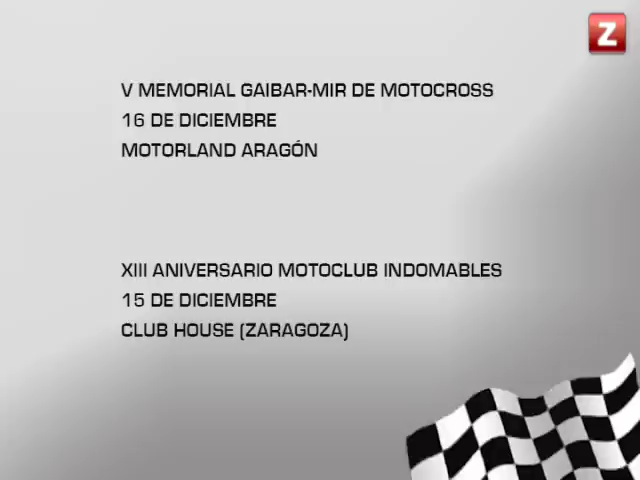 Z
V MEMORIAL GAIBAR-MIR DE MOTOCROSS
16 DE DICIEMBRE
MOTORLAND ARAGÓN
XIII ANIVERSARIO MOTOCLUB INDOMABLES
15 DE DICIEMBRE
CLUB HOUSE (ZARAGOZA)